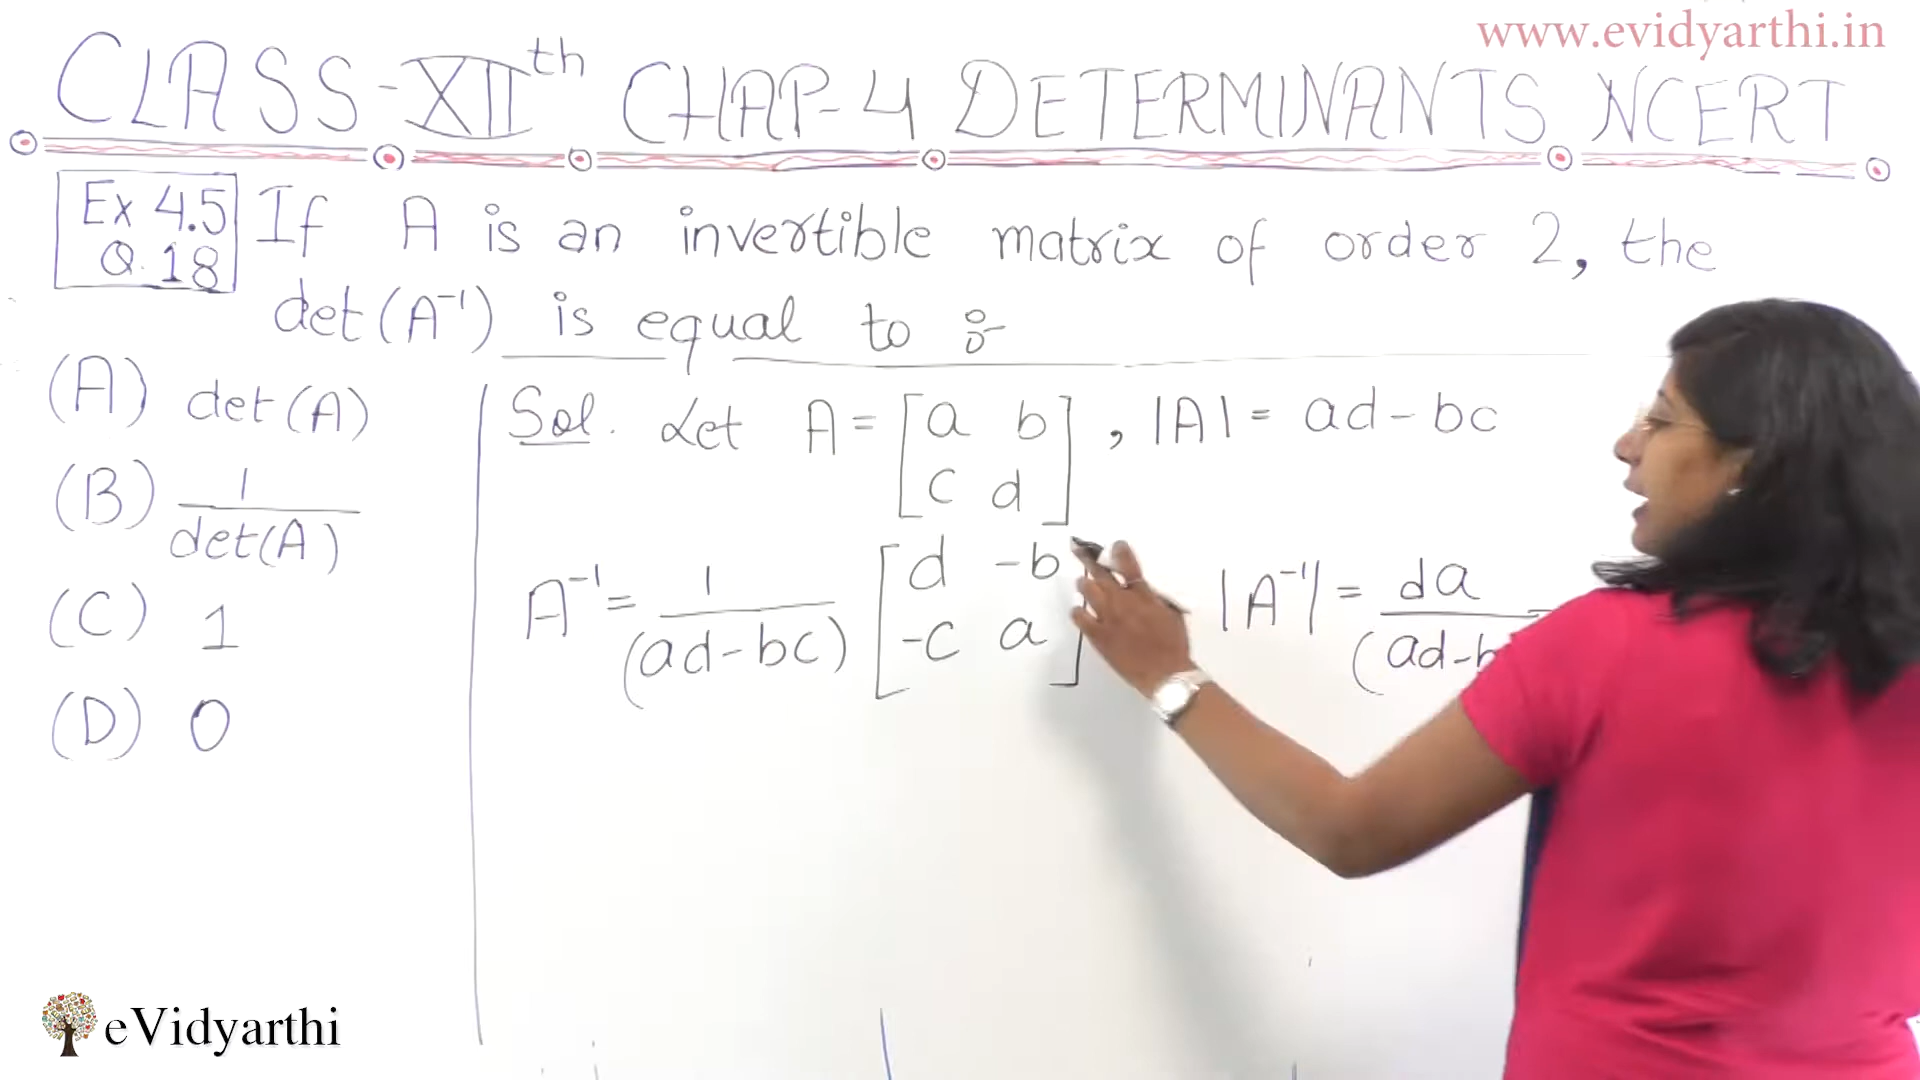 www.evidyarthi.in
CLASS-XIIth CHAP-4 DETERMINANTS NCERT
Ex 4.5
Q.18
If A is an invertible matrix of order 2, the
det(A⁻¹) is equal to :-
(A) det(A)
(B) 1/det(A)
(C) 1
(D) 0
Sol. Let A = [a b; c d], |A| = ad - bc
A⁻¹ = 1/(ad-bc) [d -b; -c a] |A⁻¹| = da/(ad-b
eVidyarthi